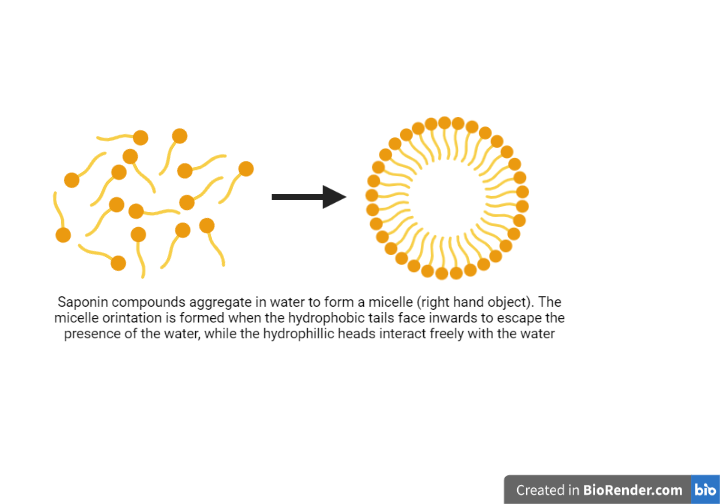 Saponin compounds aggregate in water to form a micelle (right hand object). The
micelle orintation is formed when the hydrophobic tails face inwards to escape the
presence of the water, while the hydrophillic heads interact freely with the water
Created in BioRender.com bio